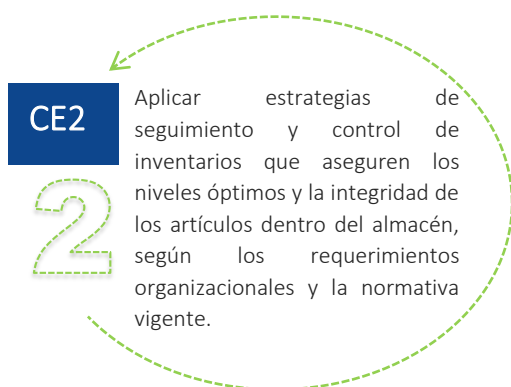 CE2
2
Aplicar estrategias de
seguimiento y control de
inventarios que aseguren los
niveles óptimos y la integridad de
los artículos dentro del almacén,
según los requerimientos
organizacionales y la normativa
vigente.